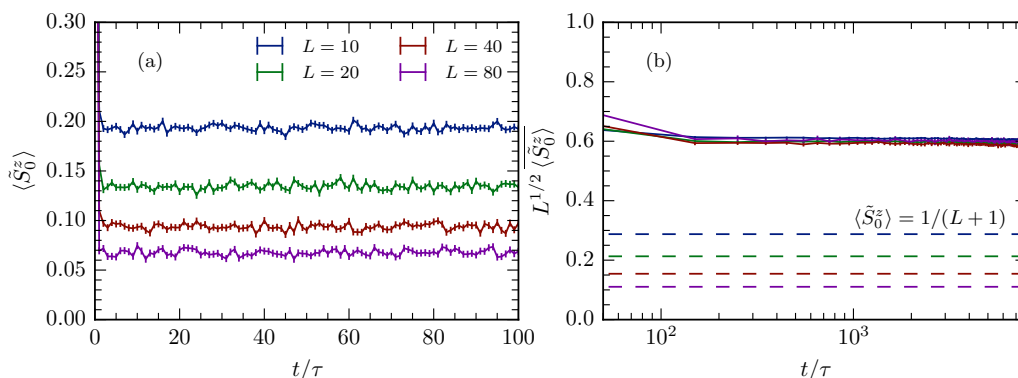 0.30
0.25
0.20
0.15
0.10
0.05
0.00
⟨S̃₀ᶻ⟩
(a)
L = 10 L = 40
L = 20 L = 80
0 20 40 60 80 100
t/τ
1.0
0.8
0.6
0.4
0.2
0.0
L^{1/2} \overline{⟨S̃₀ᶻ⟩}
(b)
⟨S̃₀ᶻ⟩ = 1/(L + 1)
10² 10³
t/τ